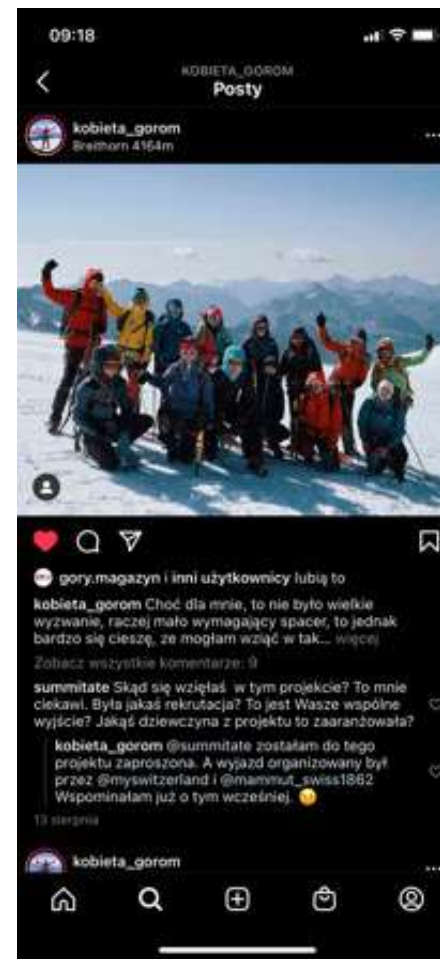 09:18
KOBIETA_GOROM
Posty
kobieta_gorom
Breithorn 4164m
gory.magazyn i inni użytkownicy lubią to
kobieta_gorom Choć dla mnie, to nie było wielkie
wyzwanie, raczej mało wymagający spacer, to jednak
bardzo się cieszę, ze mogłam wziąć w tak... więcej
Zobacz wszystkie komentarze: 9
summitate Skąd się wzięłaś w tym projekcie? To mnie
ciekawi. Była jakaś rekrutacja? To jest Wasze wspólne
wyjście? Jakąś dziewczyna z projektu to zaaranżowała?
kobieta_gorom @summitate zostałam do tego
projektu zaproszona. A wyjazd organizowany był
przez @myswitzerland i @mammut_swiss1862
Wspominałam już o tym wcześniej. 😊
13 sierpnia
kobieta_gorom